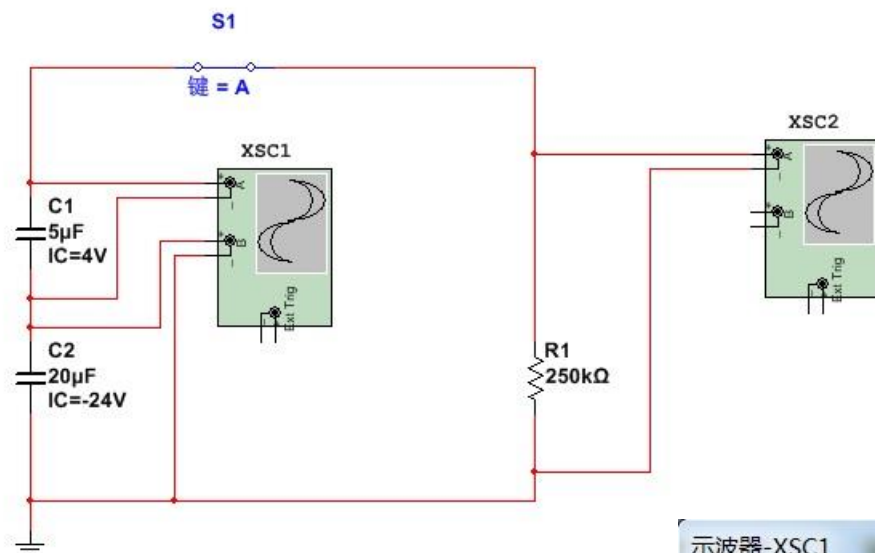 S1
键 = A
XSC1
XSC2
A
B
Ext Trig
A
B
Ext Trig
C1
5µF
IC=4V
C2
20µF
IC=-24V
R1
250kΩ
示波器-XSC1